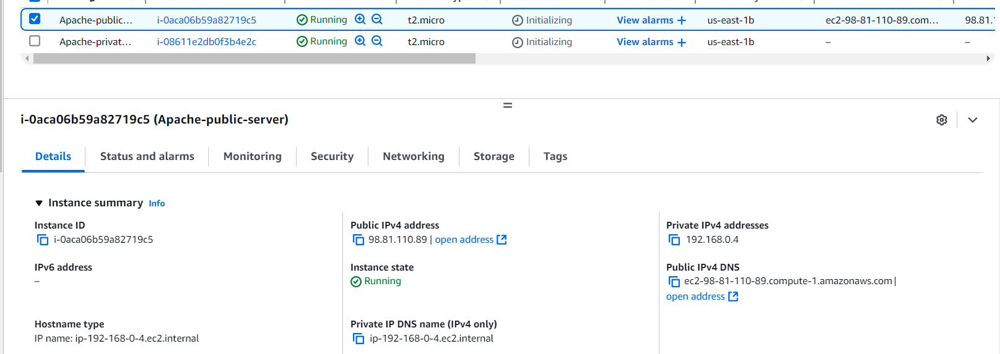 Apache-public... i-0aca06b59a82719c5 Running t2.micro Initializing View alarms + us-east-1b ec2-98-81-110-89.com... 98.81.
Apache-privat... i-08611e2db0f3b4e2c Running t2.micro Initializing View alarms + us-east-1b – –
i-0aca06b59a82719c5 (Apache-public-server)
Details Status and alarms Monitoring Security Networking Storage Tags
Instance summary Info
Instance ID
i-0aca06b59a82719c5
Public IPv4 address
98.81.110.89 | open address
Private IPv4 addresses
192.168.0.4
IPv6 address
–
Instance state
Running
Public IPv4 DNS
ec2-98-81-110-89.compute-1.amazonaws.com |
open address
Hostname type
IP name: ip-192-168-0-4.ec2.internal
Private IP DNS name (IPv4 only)
ip-192-168-0-4.ec2.internal